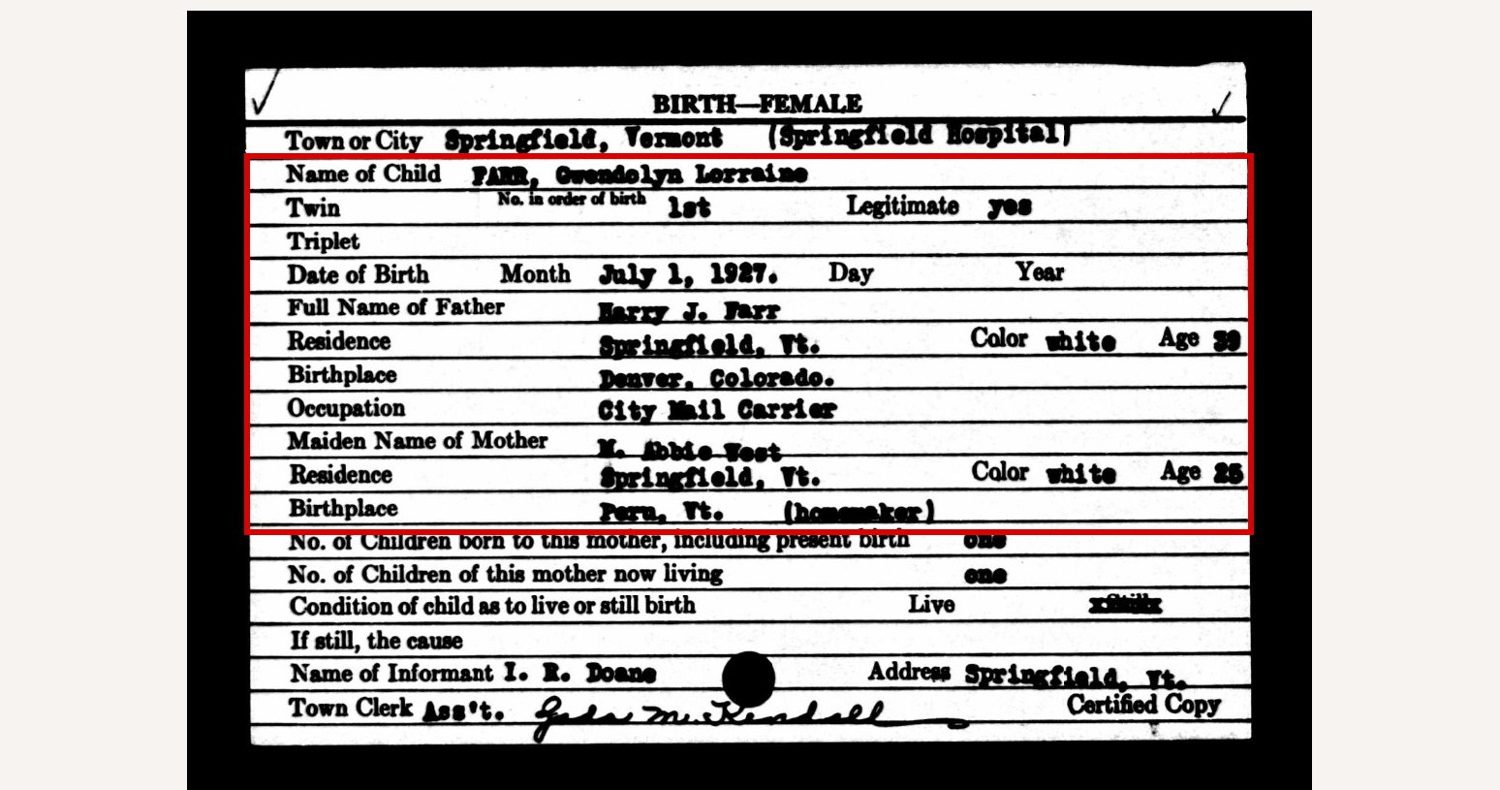 BIRTH—FEMALE
Town or City Springfield, Vermont (Springfield Hospital)
Name of Child FARR, Gwendolyn Lorraine
Twin No. in order of birth 1st Legitimate yes
Triplet
Date of Birth Month July 1, 1927. Day Year
Full Name of Father Harry J. Farr
Residence Springfield, Vt. Color white Age
Birthplace Denver, Colorado.
Occupation City Mail Carrier
Maiden Name of Mother M. Abbie West
Residence Springfield, Vt. Color white Age 25
Birthplace Peru, Vt. (homemaker)
No. of Children born to this mother, including present birth one
No. of Children of this mother now living one
Condition of child as to live or still birth Live
If still, the cause
Name of Informant I. R. Doane Address Springfield, Vt.
Town Clerk Ass't. Kendall Certified Copy